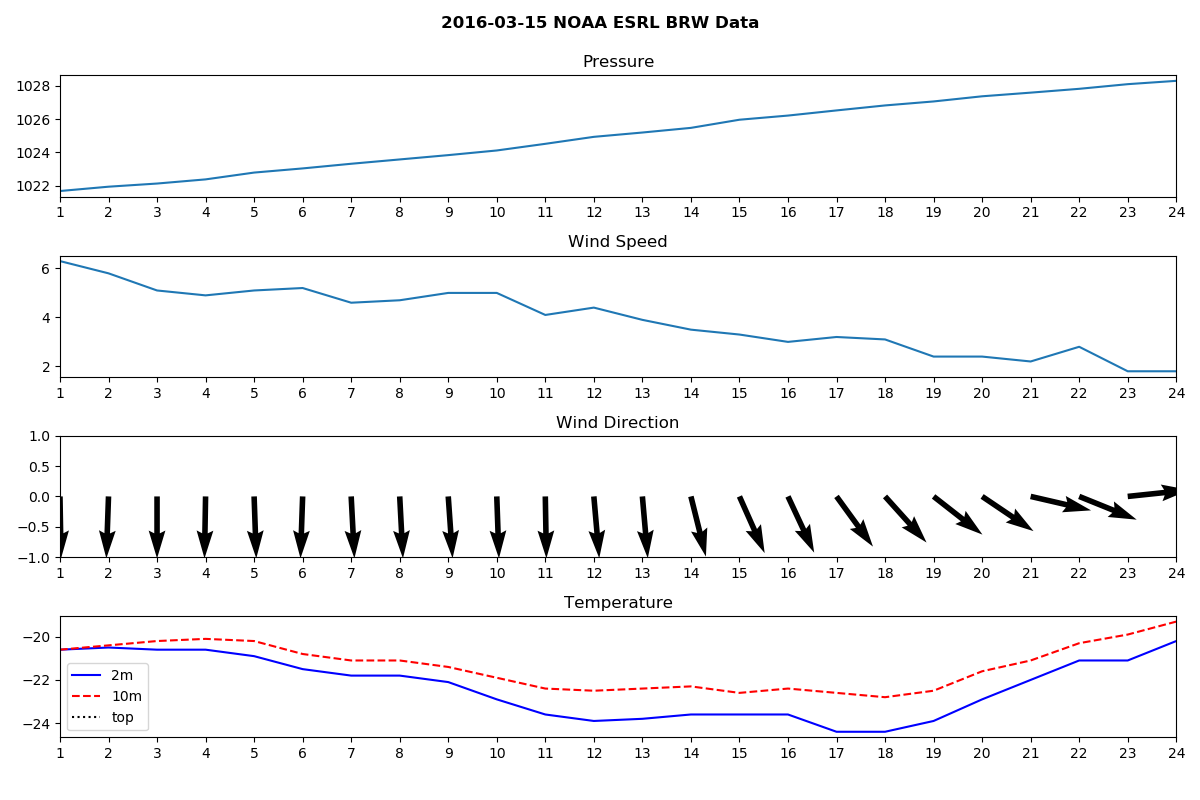 2016-03-15 NOAA ESRL BRW Data
Pressure
1028
1026
1024
1022
1 2 3 4 5 6 7 8 9 10 11 12 13 14 15 16 17 18 19 20 21 22 23 24
Wind Speed
6
4
2
1 2 3 4 5 6 7 8 9 10 11 12 13 14 15 16 17 18 19 20 21 22 23 24
Wind Direction
1.0
0.5
0.0
−0.5
−1.0
1 2 3 4 5 6 7 8 9 10 11 12 13 14 15 16 17 18 19 20 21 22 23 24
Temperature
−20
−22
−24
2m
10m
top
1 2 3 4 5 6 7 8 9 10 11 12 13 14 15 16 17 18 19 20 21 22 23 24